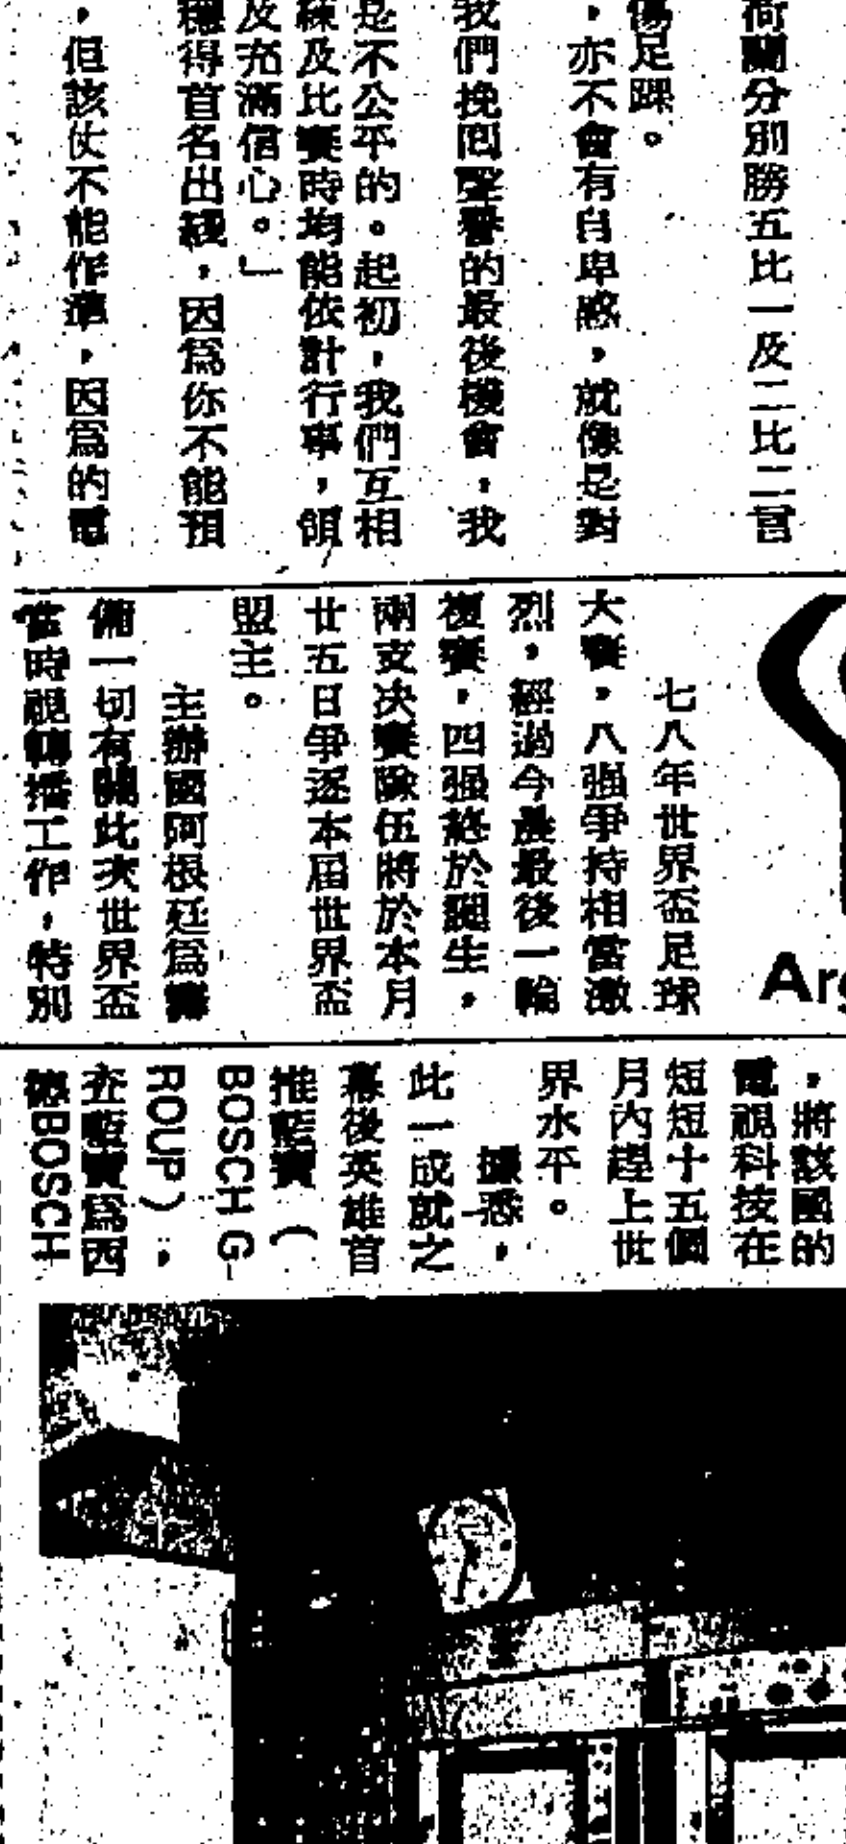 荷蘭分別勝五比一及二比二官
傷足踝。
，亦不會有自卑感，就像是對
我們挽回聲譽的最後機會，我
是不公平的。起初，我們互相
練及比賽時均能依計行事，領
及充滿信心。」
穩得首名出綫，因爲你不能預
，但該仗不能作準，因爲的電
Arg
七八年世界盃足球
大賽，八强爭持相當激
烈，經過今晨最後一輪
複賽，四强終於誕生，
兩支决賽隊伍將於本月
廿五日爭逐本屆世界盃
盟主。
主辦國阿根廷爲籌
備一切有關此次世界盃
當時視轉播工作，特別
，將該國的
電視科技在
短短十五個
月內趕上世
界水平。
據悉，
此一成就之
幕後英雄首
推藍寶（
BOSCH G-
ROUP），
夲藍寶爲西
德BOSCH